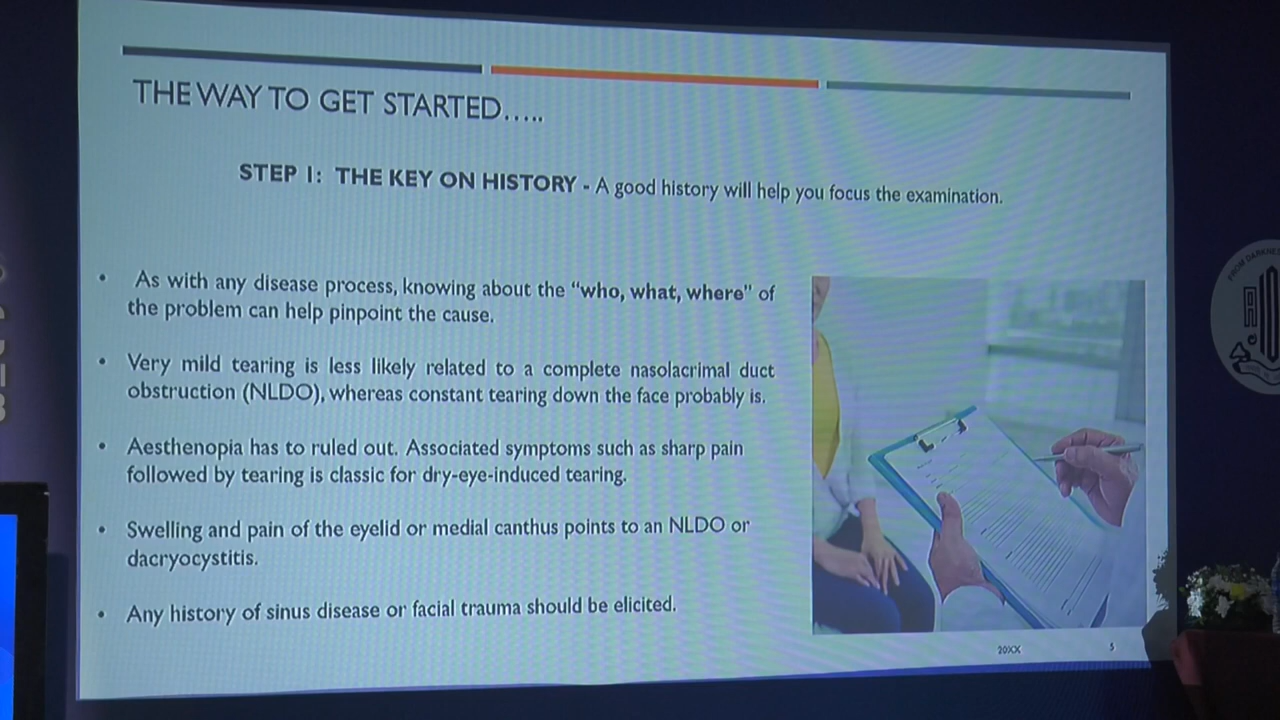 THE WAY TO GET STARTED.....
STEP 1: THE KEY ON HISTORY - A good history will help you focus the examination.
• As with any disease process, knowing about the "who, what, where" of
the problem can help pinpoint the cause.
• Very mild tearing is less likely related to a complete nasolacrimal duct
obstruction (NLDO), whereas constant tearing down the face probably is.
• Aesthenopia has to ruled out. Associated symptoms such as sharp pain
followed by tearing is classic for dry-eye-induced tearing.
• Swelling and pain of the eyelid or medial canthus points to an NLDO or
dacryocystitis.
• Any history of sinus disease or facial trauma should be elicited.
20XX
5
FROM DARKNE